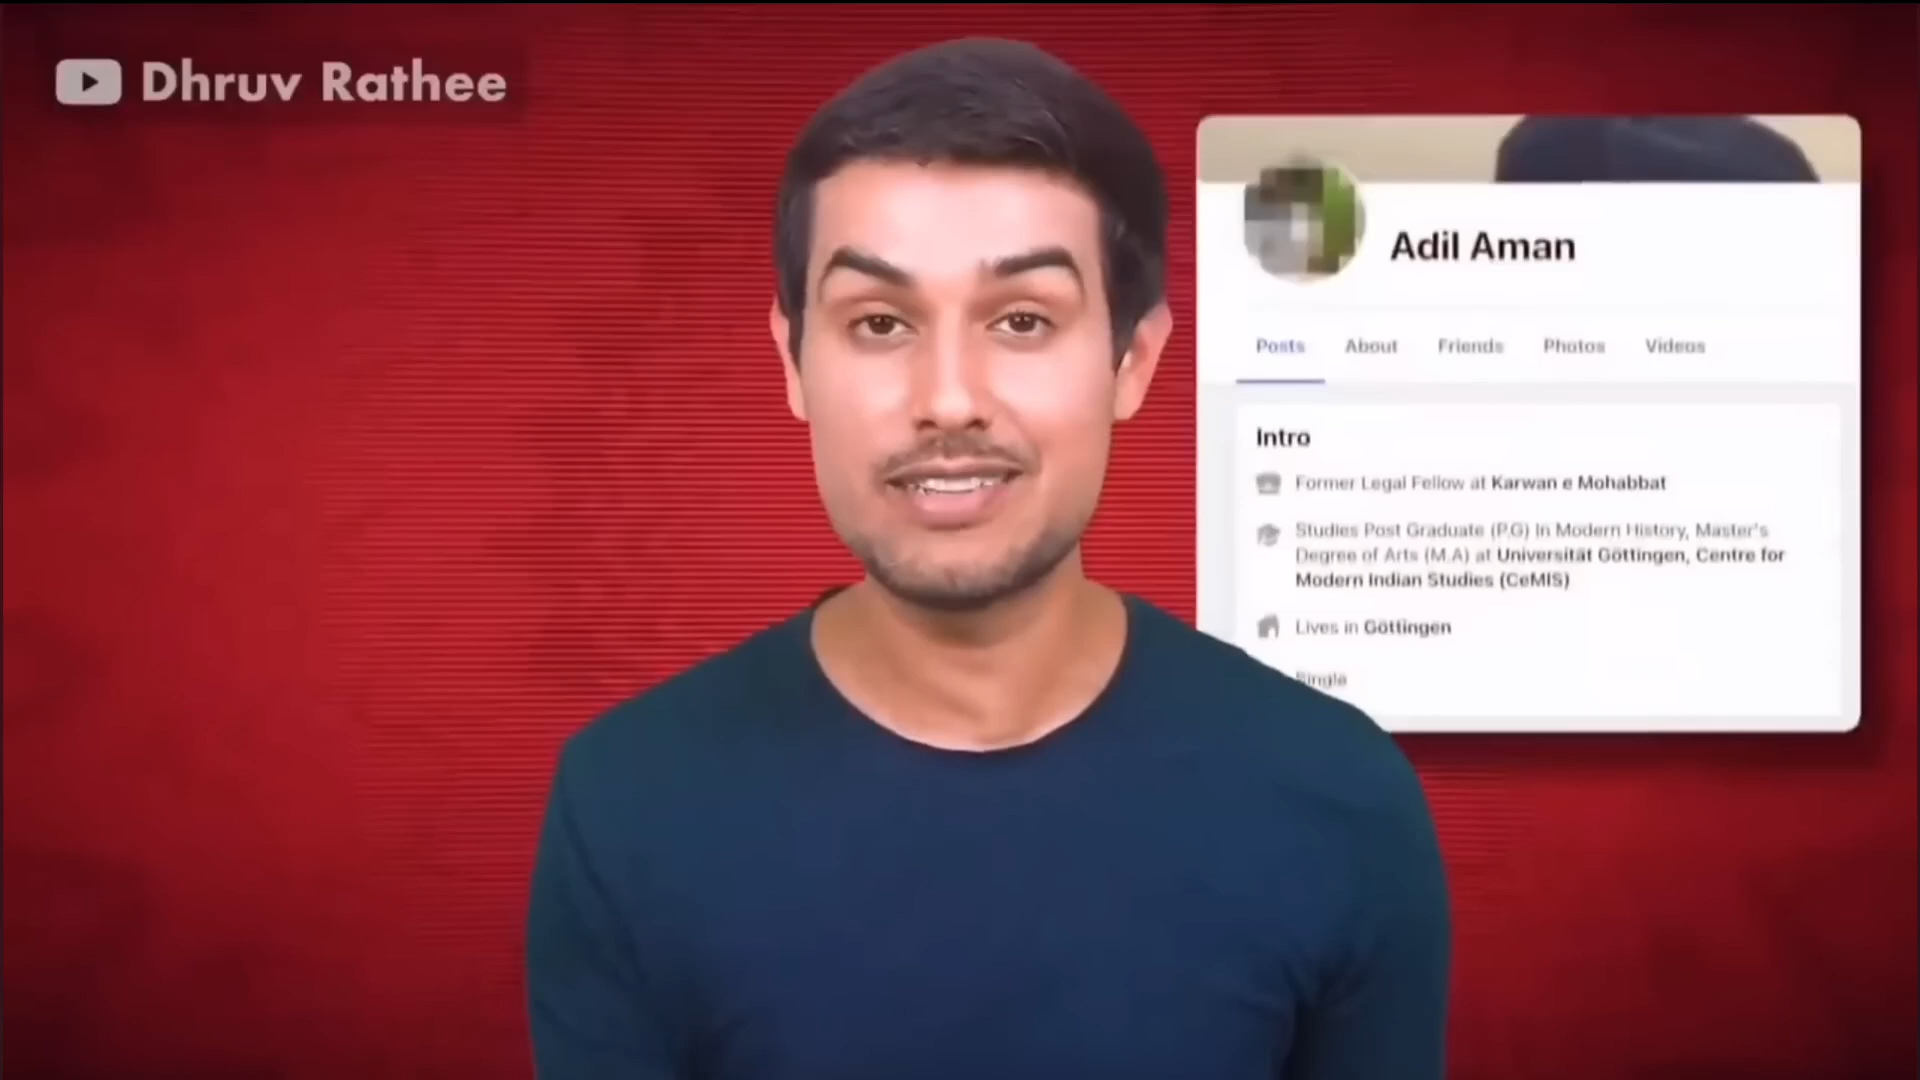 Dhruv Rathee
Adil Aman
Posts About Friends Photos Videos
Intro
Former Legal Fellow at Karwan e Mohabbat
Studies Post Graduate (P.G) In Modern History, Master's
Degree of Arts (M.A) at Universität Göttingen, Centre for
Modern Indian Studies (CeMIS)
Lives in Göttingen
Single